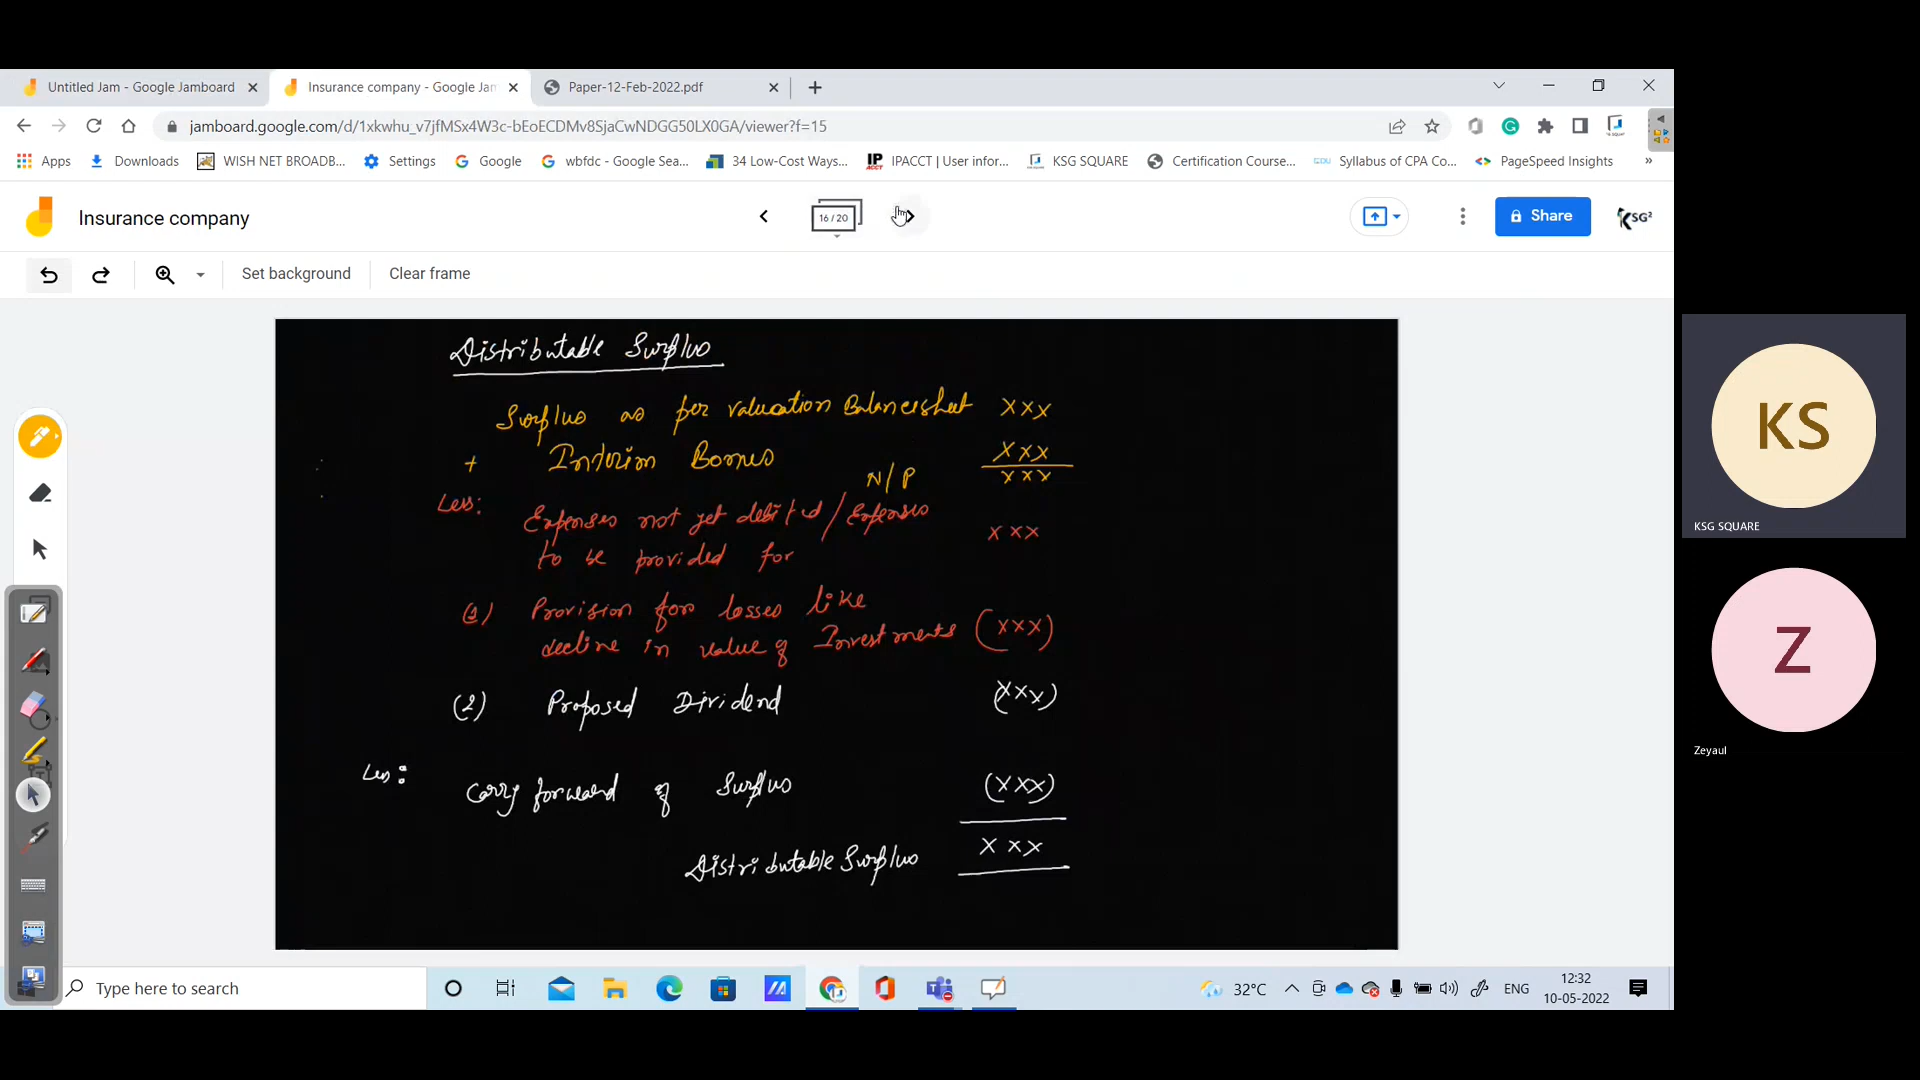 Untitled Jam - Google Jamboard
Insurance company - Google Jam
Paper-12-Feb-2022.pdf
jamboard.google.com/d/1xkwhu_v7jfMSx4W3c-bEoECDMv8SjaCwNDGG50LX0GA/viewer?f=15
Apps Downloads WISH NET BROADB... Settings Google wbfdc - Google Sea... 34 Low-Cost Ways... IPACCT | User infor... KSG SQUARE Certification Course... Syllabus of CPA Co... PageSpeed Insights »
Insurance company
16 / 20
Share
KSG²
Set background Clear frame
Distributable Surplus
Surplus as per valuation Balancesheet XXX
+ Interim Bonus XXX
N/P XXX
Less: Expenses not yet debited / Expenses XXX
to be provided for
(1) Provision for losses like
decline in value of Investments (XXX)
(2) Proposed Dividend (XXX)
Less: Carry forward of Surplus (XXX)
Distributable Surplus XXX
KS
KSG SQUARE
Z
Zeyaul
Type here to search
32°C
ENG
12:32
10-05-2022